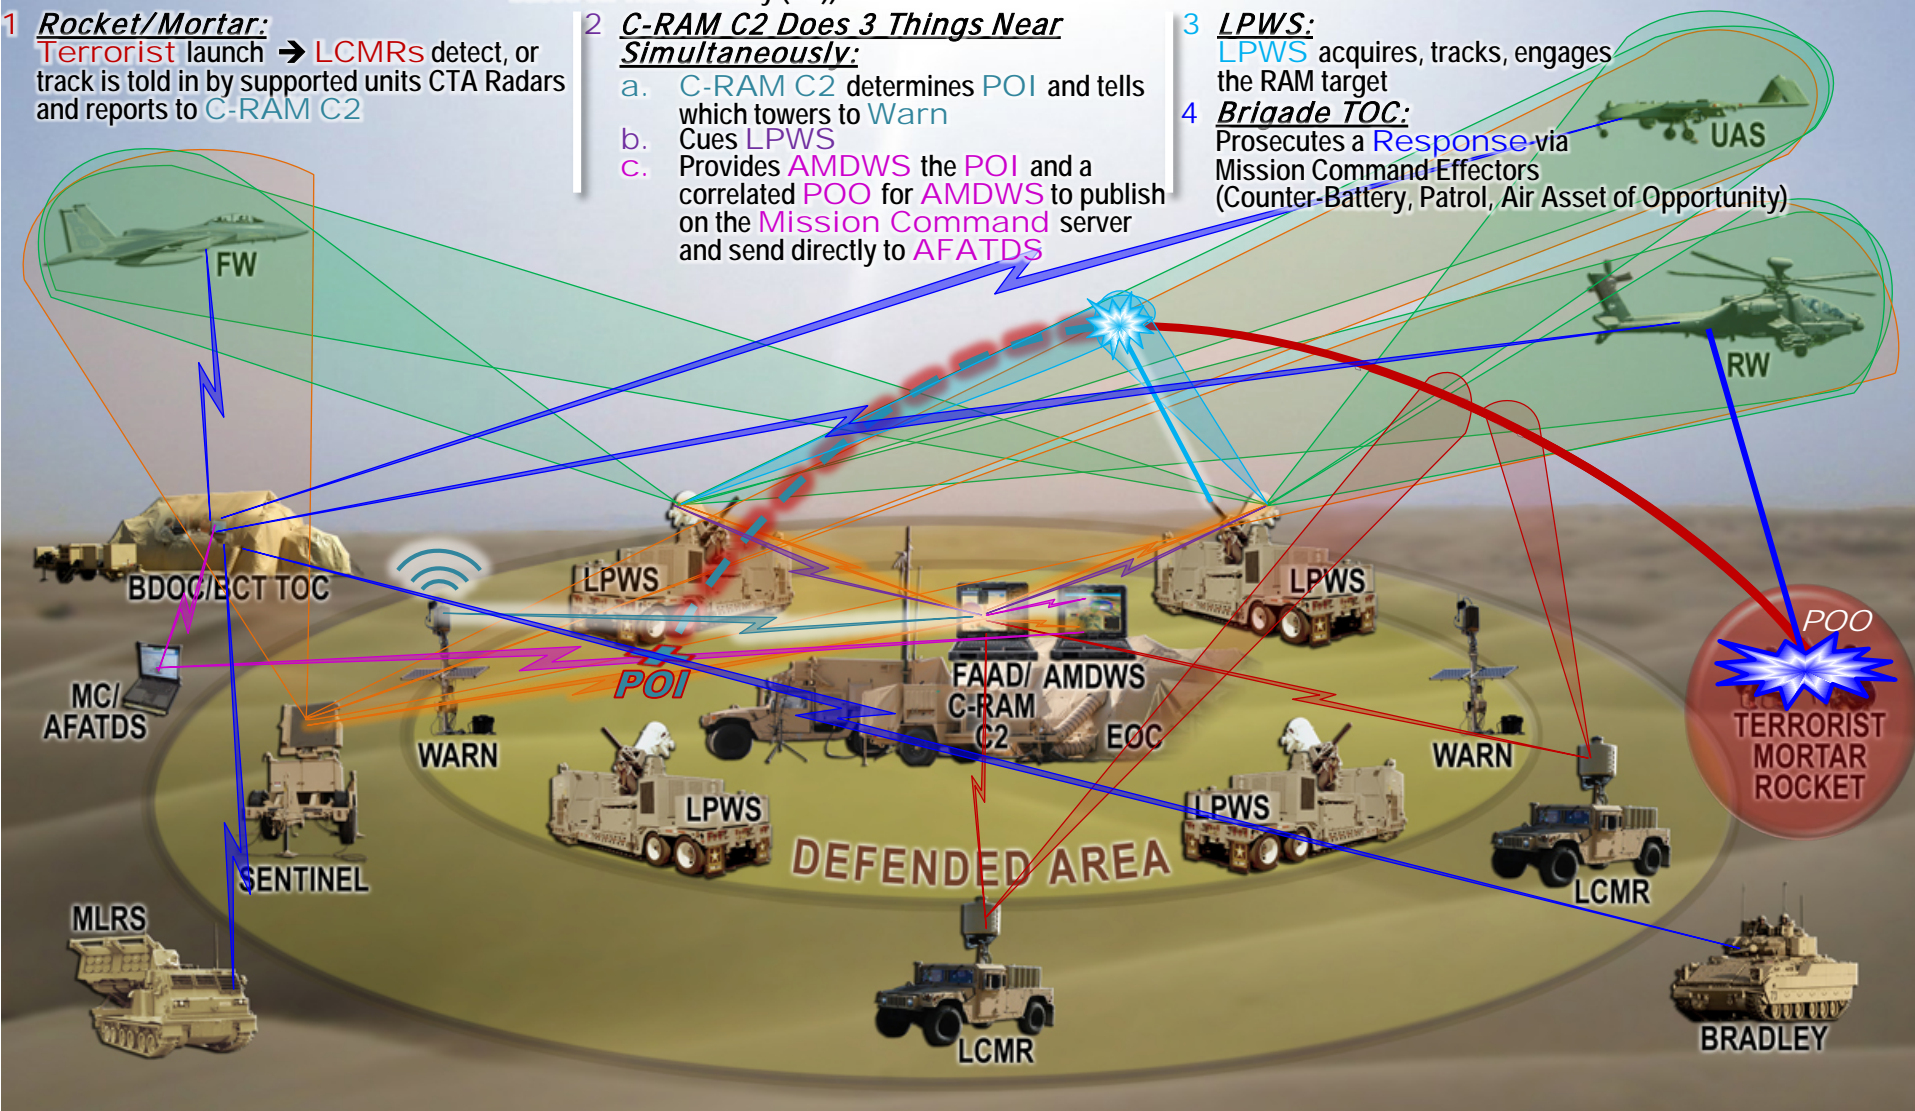 1 Rocket/Mortar:
Terrorist launch → LCMRs detect, or
track is told in by supported units CTA Radars
and reports to C-RAM C2
2 C-RAM C2 Does 3 Things Near
Simultaneously:
a. C-RAM C2 determines POI and tells
which towers to Warn
b. Cues LPWS
c. Provides AMDWS the POI and a
correlated POO for AMDWS to publish
on the Mission Command server
and send directly to AFATDS
3 LPWS:
LPWS acquires, tracks, engages
the RAM target
4 Brigade TOC:
Prosecutes a Response via
Mission Command Effectors
(Counter-Battery, Patrol, Air Asset of Opportunity)
UAS
FW
RW
BDOC/BCT TOC
LPWS
LPWS
POO
MC/
AFATDS
POI
FAAD/
C-RAM
C2
AMDWS
EOC
WARN
WARN
TERRORIST
MORTAR
ROCKET
LPWS
LPWS
DEFENDED AREA
SENTINEL
LCMR
MLRS
LCMR
BRADLEY